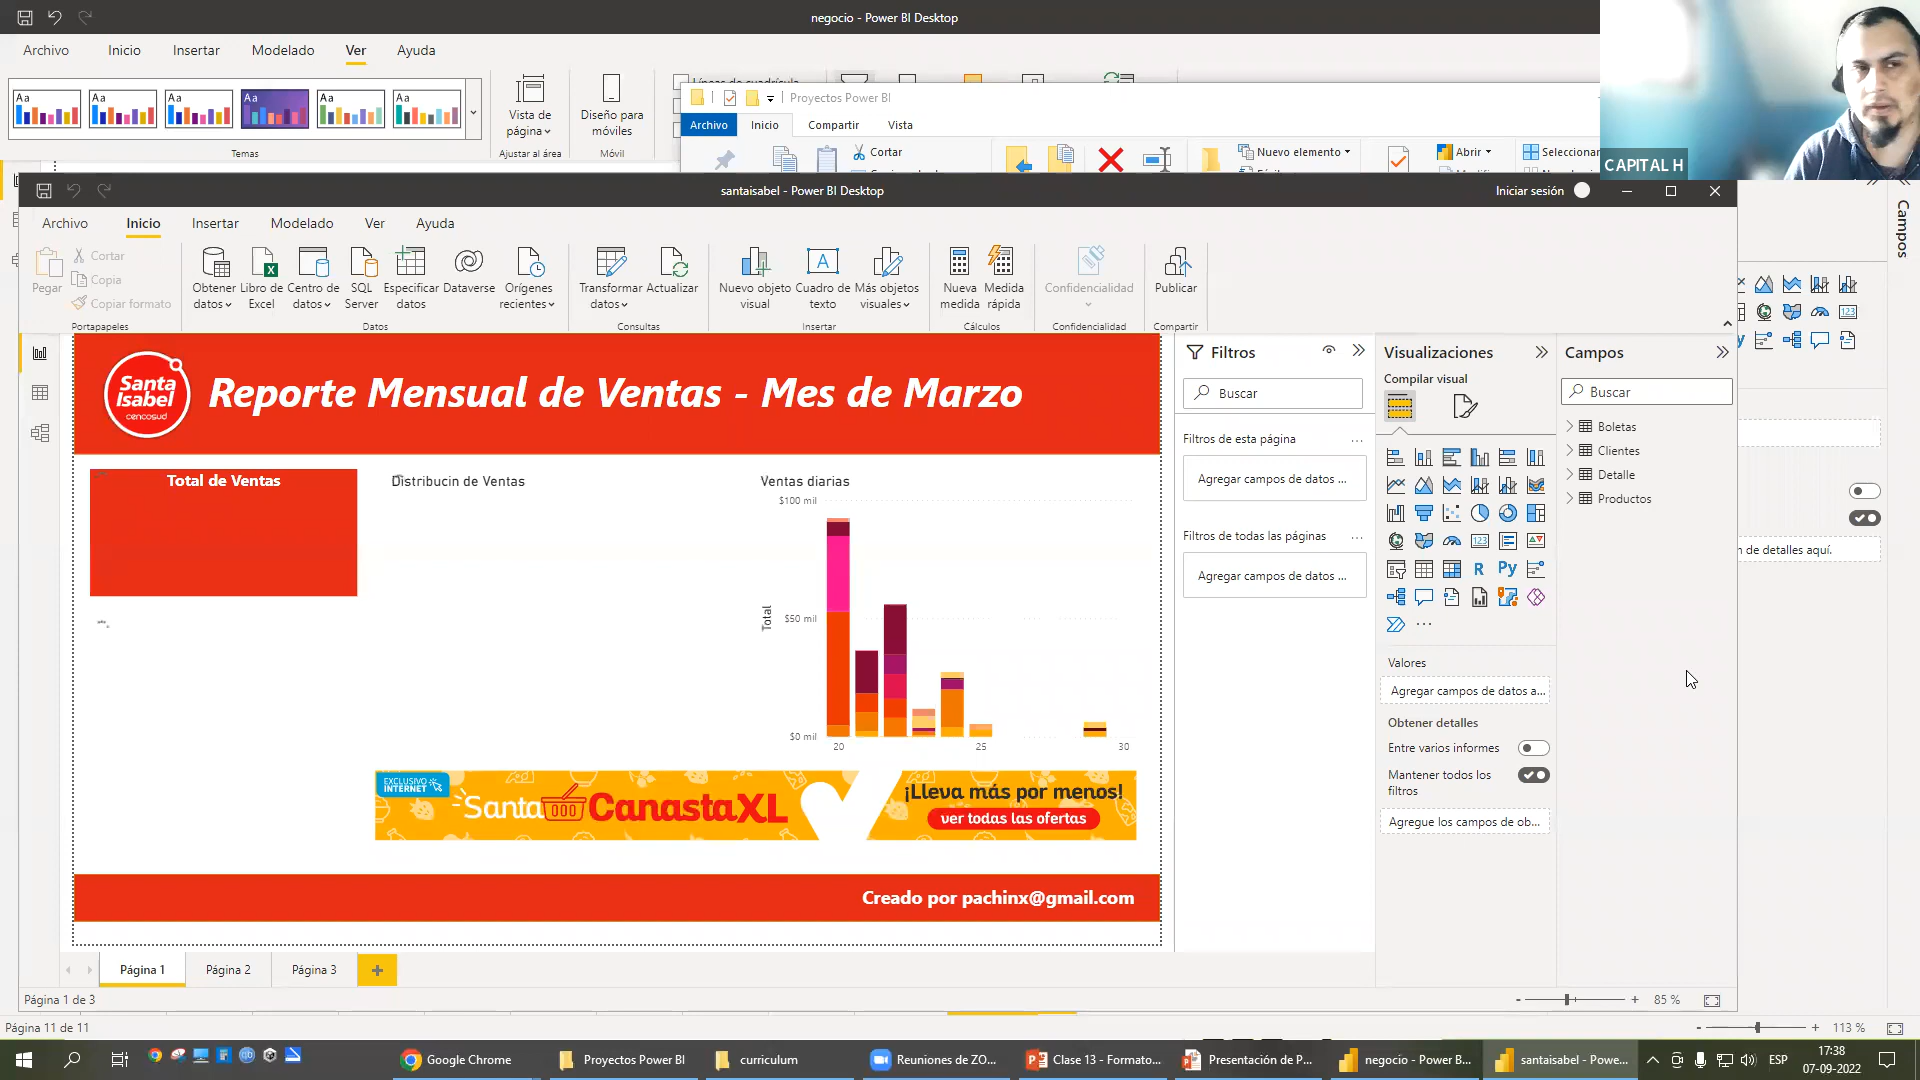 negocio - Power BI Desktop
Archivo
Inicio
Insertar
Modelado
Ver
Ayuda
Aa
Aa
Aa
Aa
Aa
Aa
Temas
Vista de
página
Ajustar al área
Diseño para
móviles
Móvil
Proyectos Power BI
Archivo
Inicio
Compartir
Vista
Cortar
Nuevo elemento
Abrir
Seleccionar
CAPITAL H
santaisabel - Power BI Desktop
Iniciar sesión
Archivo
Inicio
Insertar
Modelado
Ver
Ayuda
Pegar
Cortar
Copia
Copiar formato
Portapapeles
Obtener
datos
Libro de
Excel
Centro de
datos
SQL
Server
Especificar
datos
Dataverse
Orígenes
recientes
Datos
Transformar
datos
Actualizar
Consultas
Nuevo objeto
visual
Cuadro de
texto
Más objetos
visuales
Insertar
Nueva
medida
Medida
rápida
Cálculos
Confidencialidad
Confidencialidad
Publicar
Compartir
Campos
Santa
Isabel
cencosud
Reporte Mensual de Ventas - Mes de Marzo
Total de Ventas
Distribucin de Ventas
Ventas diarias
$100 mil
$50 mil
$0 mil
Total
20
25
30
EXCLUSIVO
INTERNET
Santa CanastaXL
¡Lleva más por menos!
ver todas las ofertas
Creado por pachinx@gmail.com
Filtros
Buscar
Filtros de esta página
Agregar campos de datos ...
Filtros de todas las páginas
Agregar campos de datos ...
Visualizaciones
Compilar visual
R
Py
123
Valores
Agregar campos de datos a...
Obtener detalles
Entre varios informes
Mantener todos los
filtros
Agregue los campos de ob...
Campos
Buscar
Boletas
Clientes
Detalle
Productos
123
n de detalles aquí.
Página 1
Página 2
Página 3
Página 1 de 3
85 %
Página 11 de 11
113 %
Google Chrome
Proyectos Power BI
curriculum
Reuniones de ZO...
Clase 13 - Formato...
Presentación de P...
negocio - Power B...
santaisabel - Powe...
ESP
17:38
07-09-2022